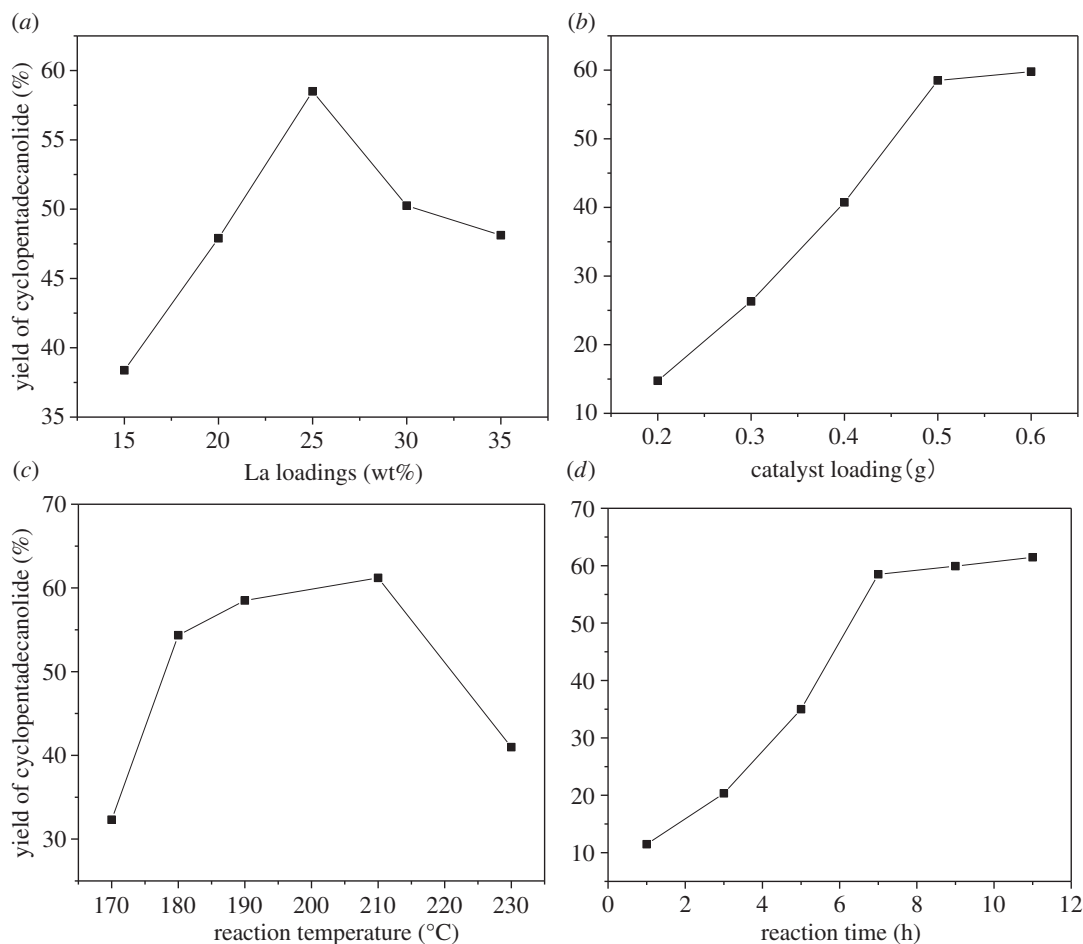 (a)
60
55
50
45
40
35
yield of cyclopentadecanolide (%)
15 20 25 30 35
La loadings (wt%)
(b)
60
50
40
30
20
10
0.2 0.3 0.4 0.5 0.6
catalyst loading(g)
(c)
70
60
50
40
30
yield of cyclopentadecanolide (%)
170 180 190 200 210 220 230
reaction temperature (°C)
(d)
70
60
50
40
30
20
10
0 2 4 6 8 10 12
reaction time (h)